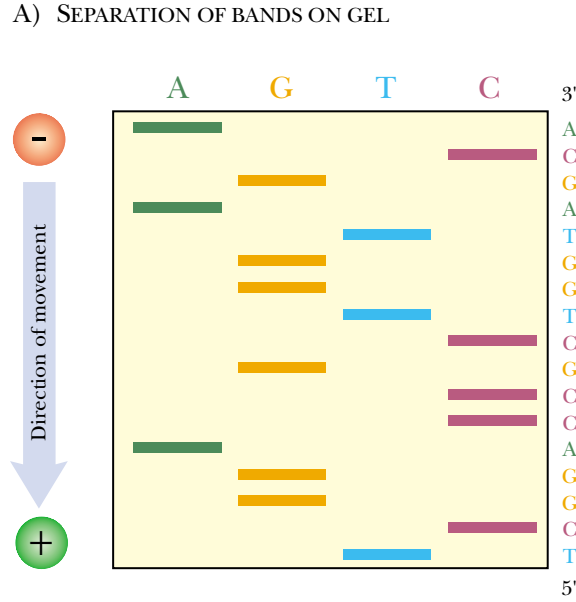 A) SEPARATION OF BANDS ON GEL
A G T C
3'
-
A
C
G
A
T
G
G
T
C
G
C
C
A
G
G
C
T
Direction of movement
+
5'